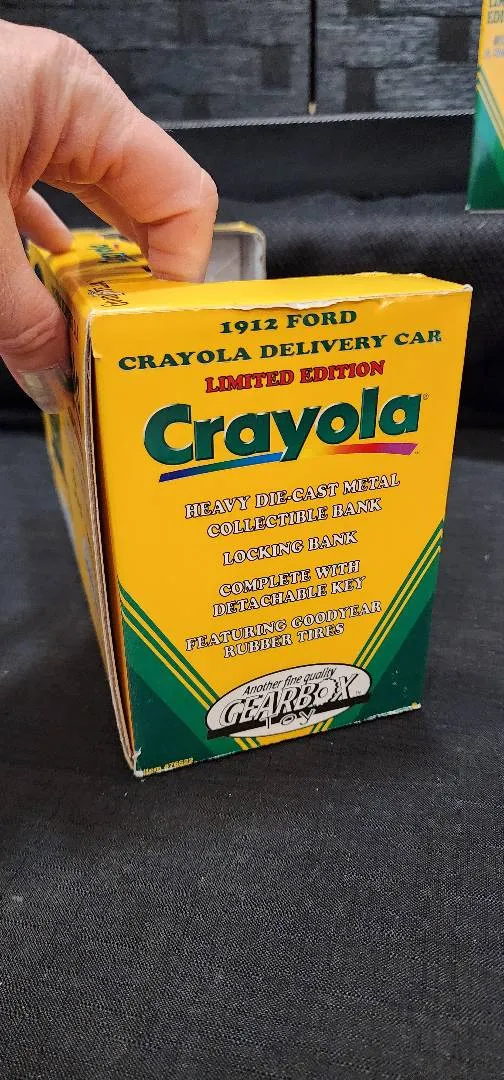 1912 FORD
CRAYOLA DELIVERY CAR
LIMITED EDITION
Crayola®
HEAVY DIE-CAST METAL
COLLECTIBLE BANK
LOCKING BANK
COMPLETE WITH
DETACHABLE KEY
FEATURING GOODYEAR
RUBBER TIRES
Another fine quality
GEARBOX™
TOY